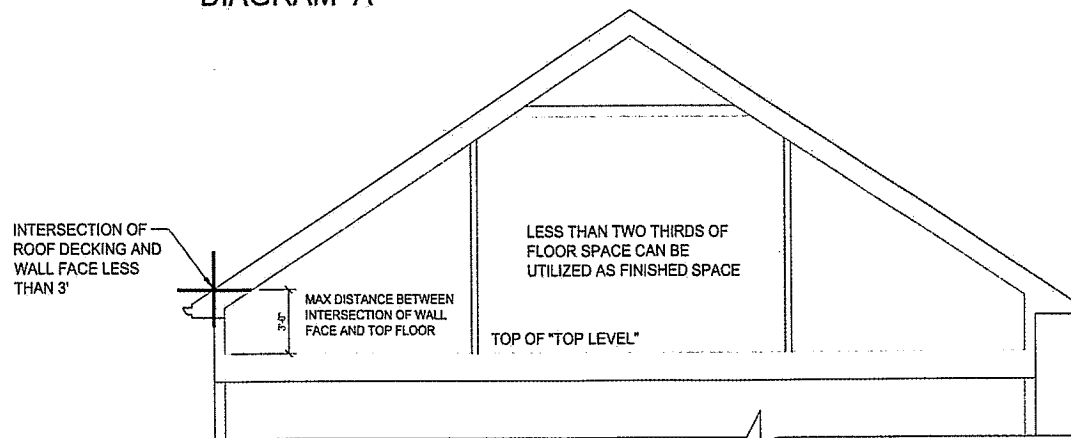 DIAGRAM "A"
INTERSECTION OF
ROOF DECKING AND
WALL FACE LESS
THAN 3'
MAX DISTANCE BETWEEN
INTERSECTION OF WALL
FACE AND TOP FLOOR
3'-0"
LESS THAN TWO THIRDS OF
FLOOR SPACE CAN BE
UTILIZED AS FINISHED SPACE
TOP OF "TOP LEVEL"